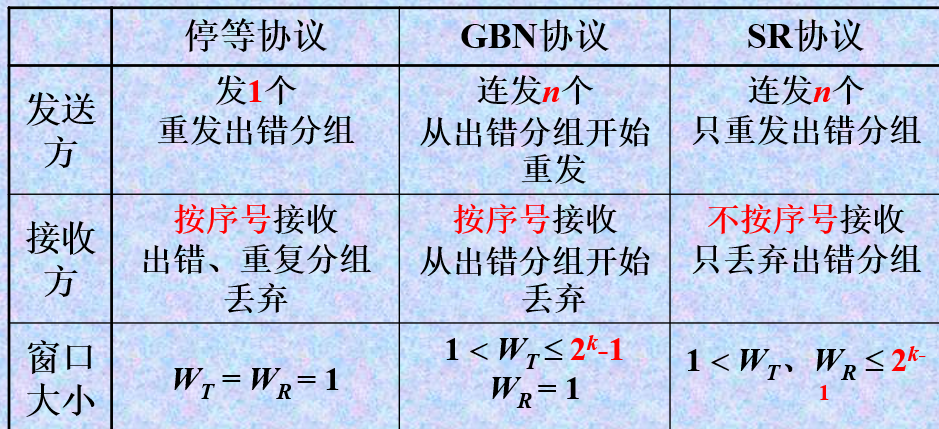 停等协议 GBN协议 SR协议
发送方
发1个
重发出错分组
连发n个
从出错分组开始
重发
连发n个
只重发出错分组
接收方
按序号接收
出错、重复分组
丢弃
按序号接收
从出错分组开始
丢弃
不按序号接收
只丢弃出错分组
窗口
大小
W_T = W_R = 1
1 < W_T ≤ 2^k-1
W_R = 1
1 < W_T、W_R ≤ 2^k-
1